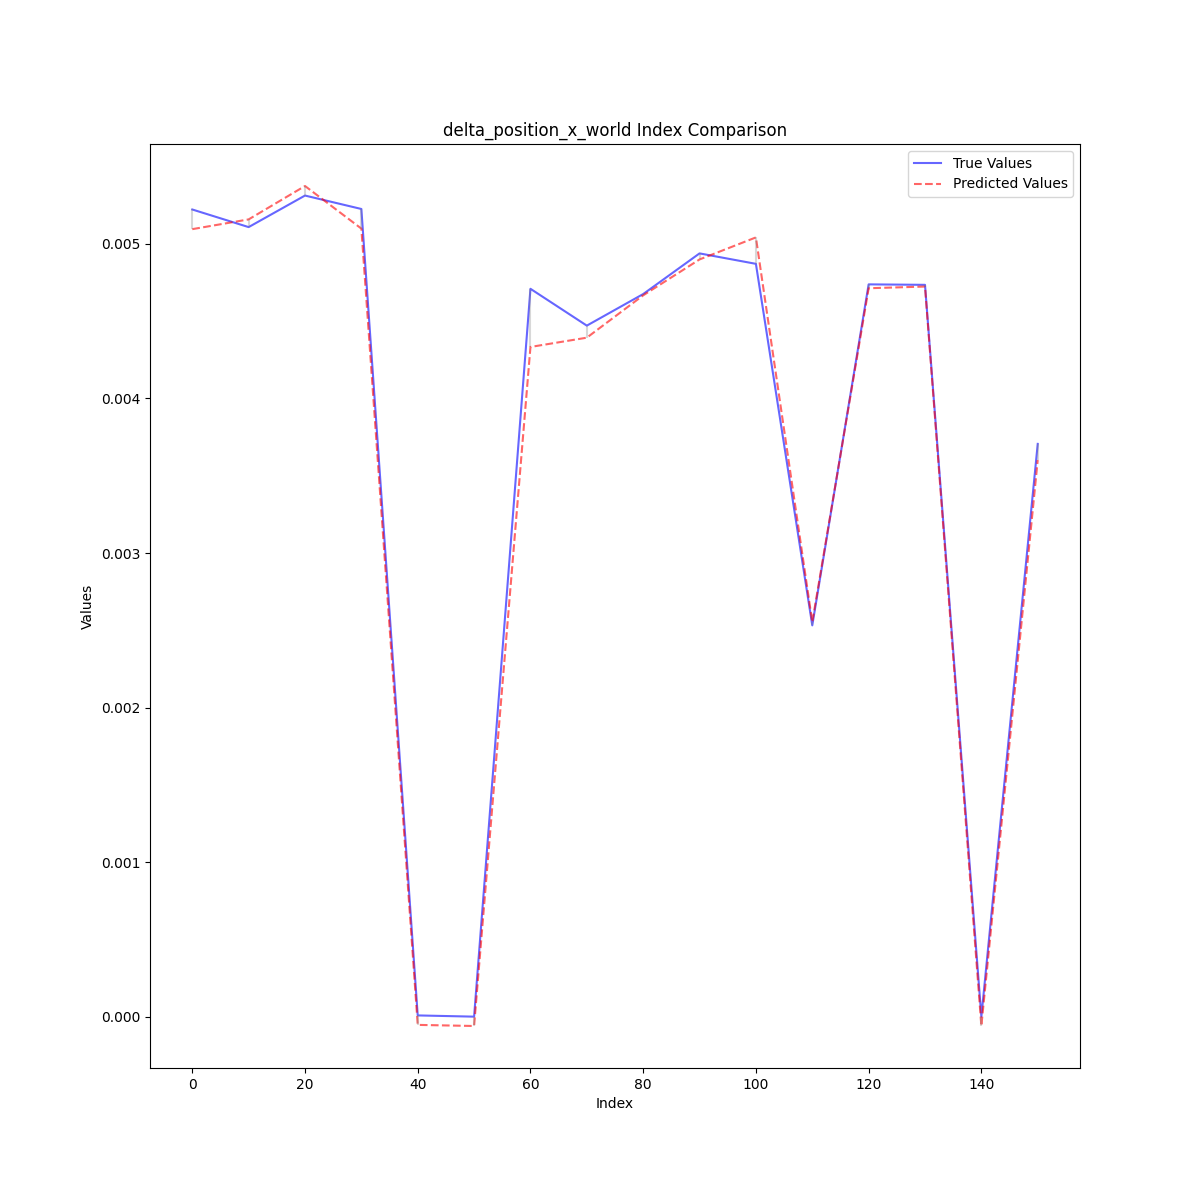 delta_position_x_world Index Comparison
True Values
Predicted Values
0.005
0.004
0.003
0.002
0.001
0.000
Values
0 20 40 60 80 100 120 140
Index